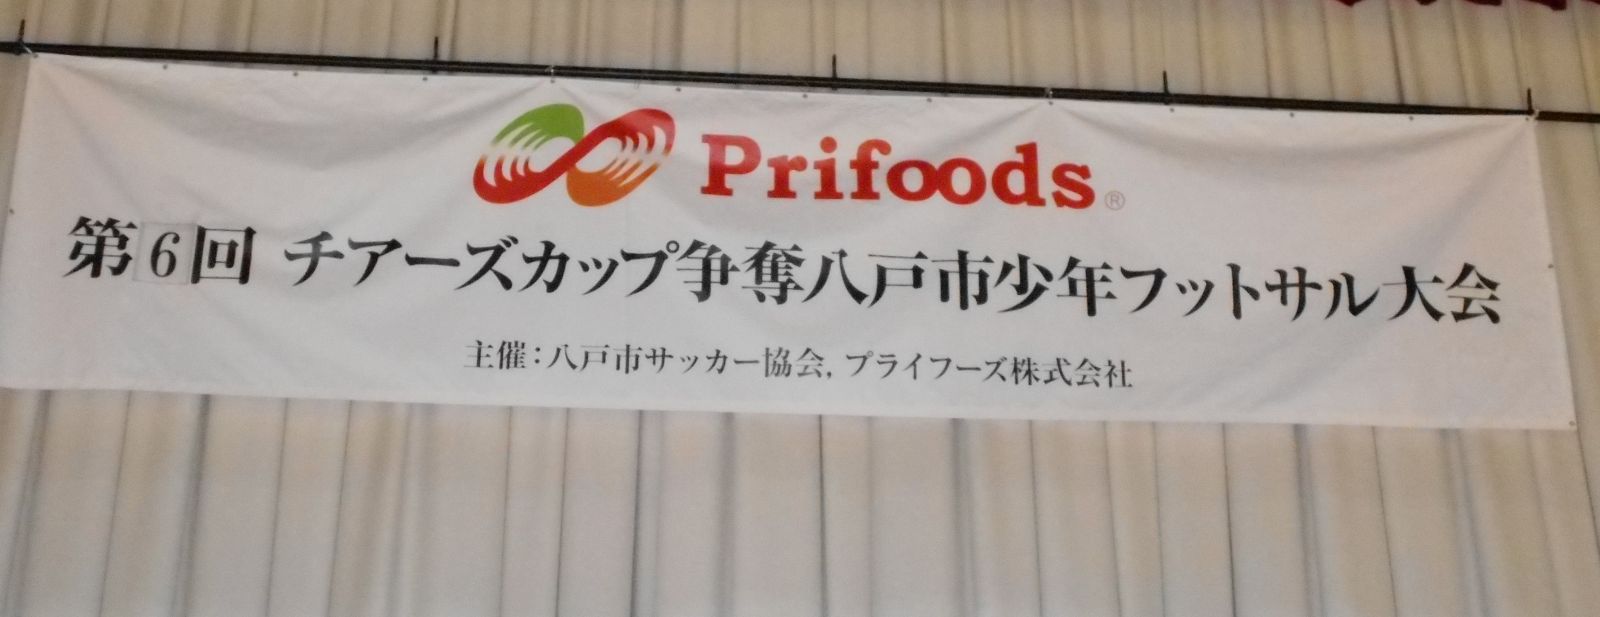 Prifoods®
第6回 チアーズカップ争奪八戸市少年フットサル大会
主催：八戸市サッカー協会, プライフーズ株式会社